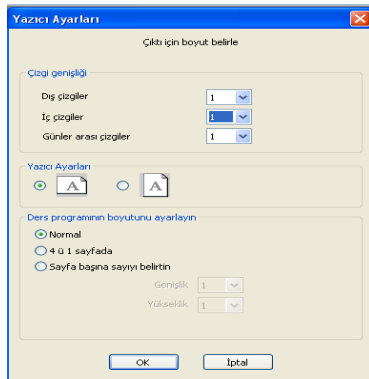 Yazıcı Ayarları
Çıktı için boyut belirle
Çizgi genişliği
Dış çizgiler 1
İç çizgiler 1
Günler arası çizgiler 1
Yazıcı Ayarları
A A
Ders programının boyutunu ayarlayın
Normal
4 ü 1 sayfada
Sayfa başına sayıyı belirtin
Genişlik 1
Yükseklik 1
OK İptal